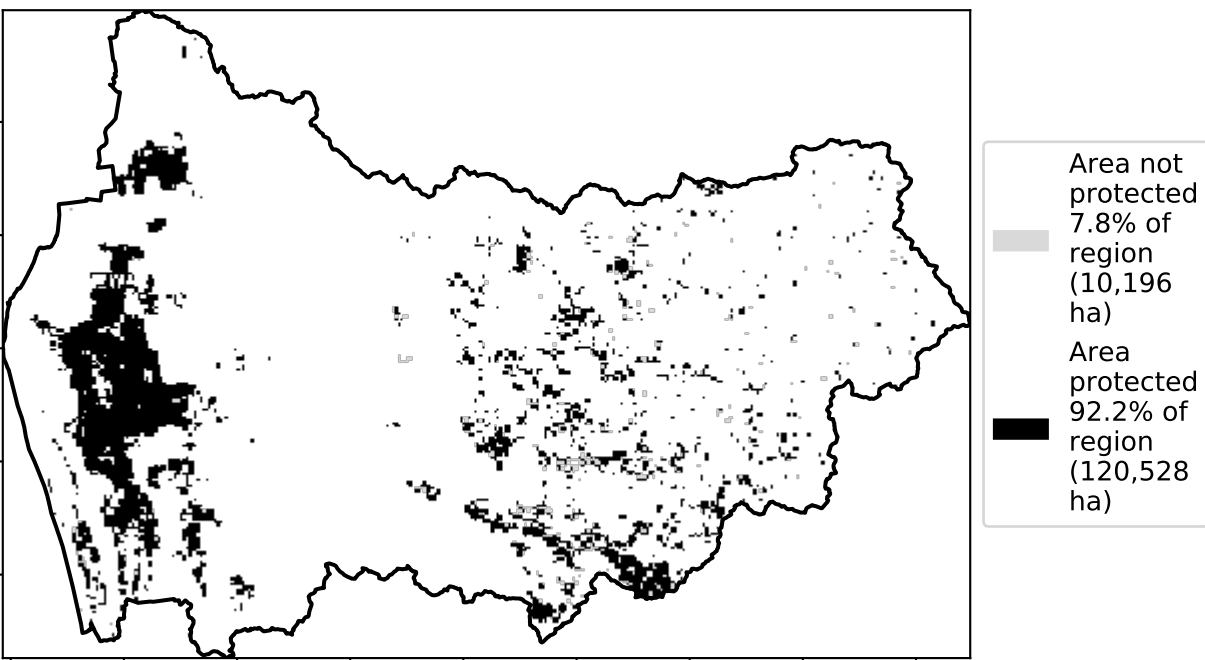 Area not
protected
7.8% of
region
(10,196
ha)
Area
protected
92.2% of
region
(120,528
ha)